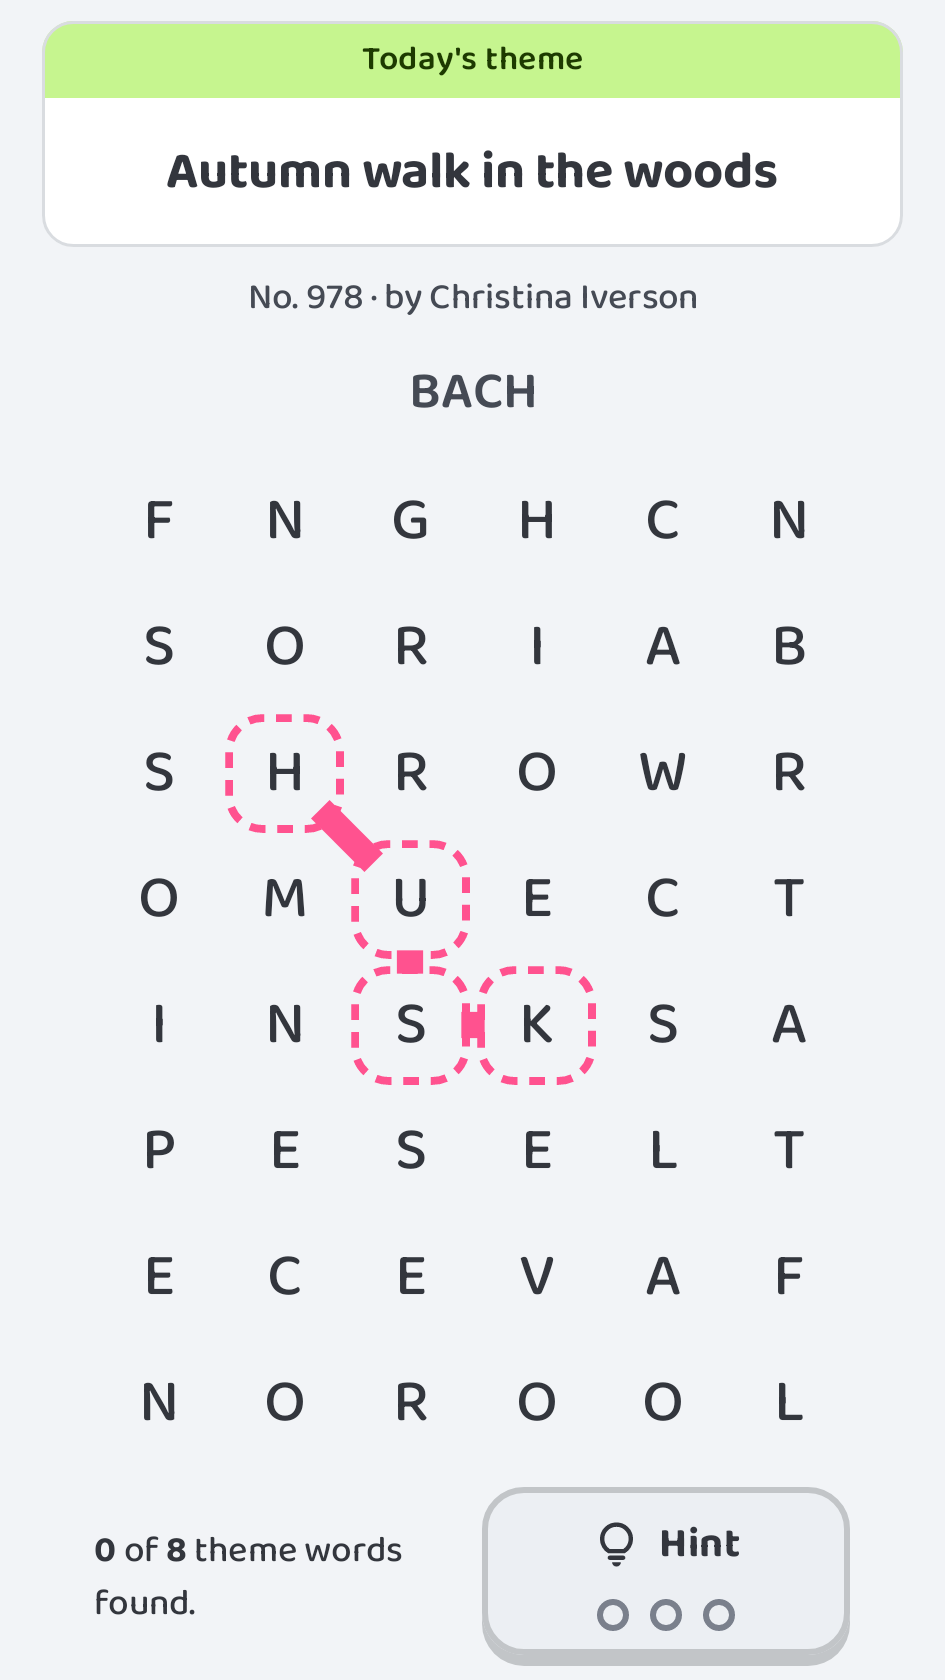 Today's theme
Autumn walk in the woods
No. 978 · by Christina Iverson
BACH
F N G H C N
S O R I A B
S H R O W R
O M U E C T
I N S K S A
P E S E L T
E C E V A F
N O R O O L
0 of 8 theme words
found.
Hint